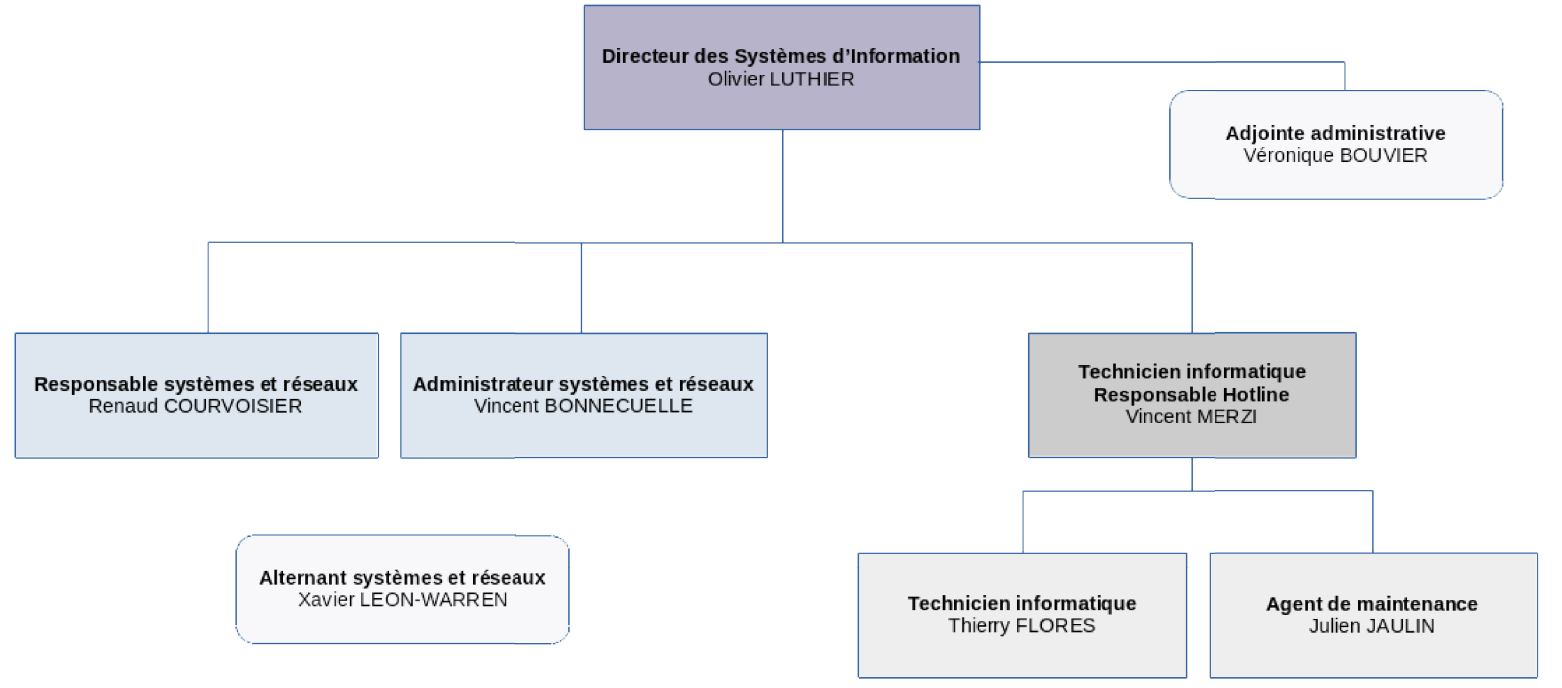 Directeur des Systèmes d’Information
Olivier LUTHIER
Adjointe administrative
Véronique BOUVIER
Responsable systèmes et réseaux
Renaud COURVOISIER
Administrateur systèmes et réseaux
Vincent BONNECUELLE
Technicien informatique
Responsable Hotline
Vincent MERZI
Alternant systèmes et réseaux
Xavier LEON-WARREN
Technicien informatique
Thierry FLORES
Agent de maintenance
Julien JAULIN